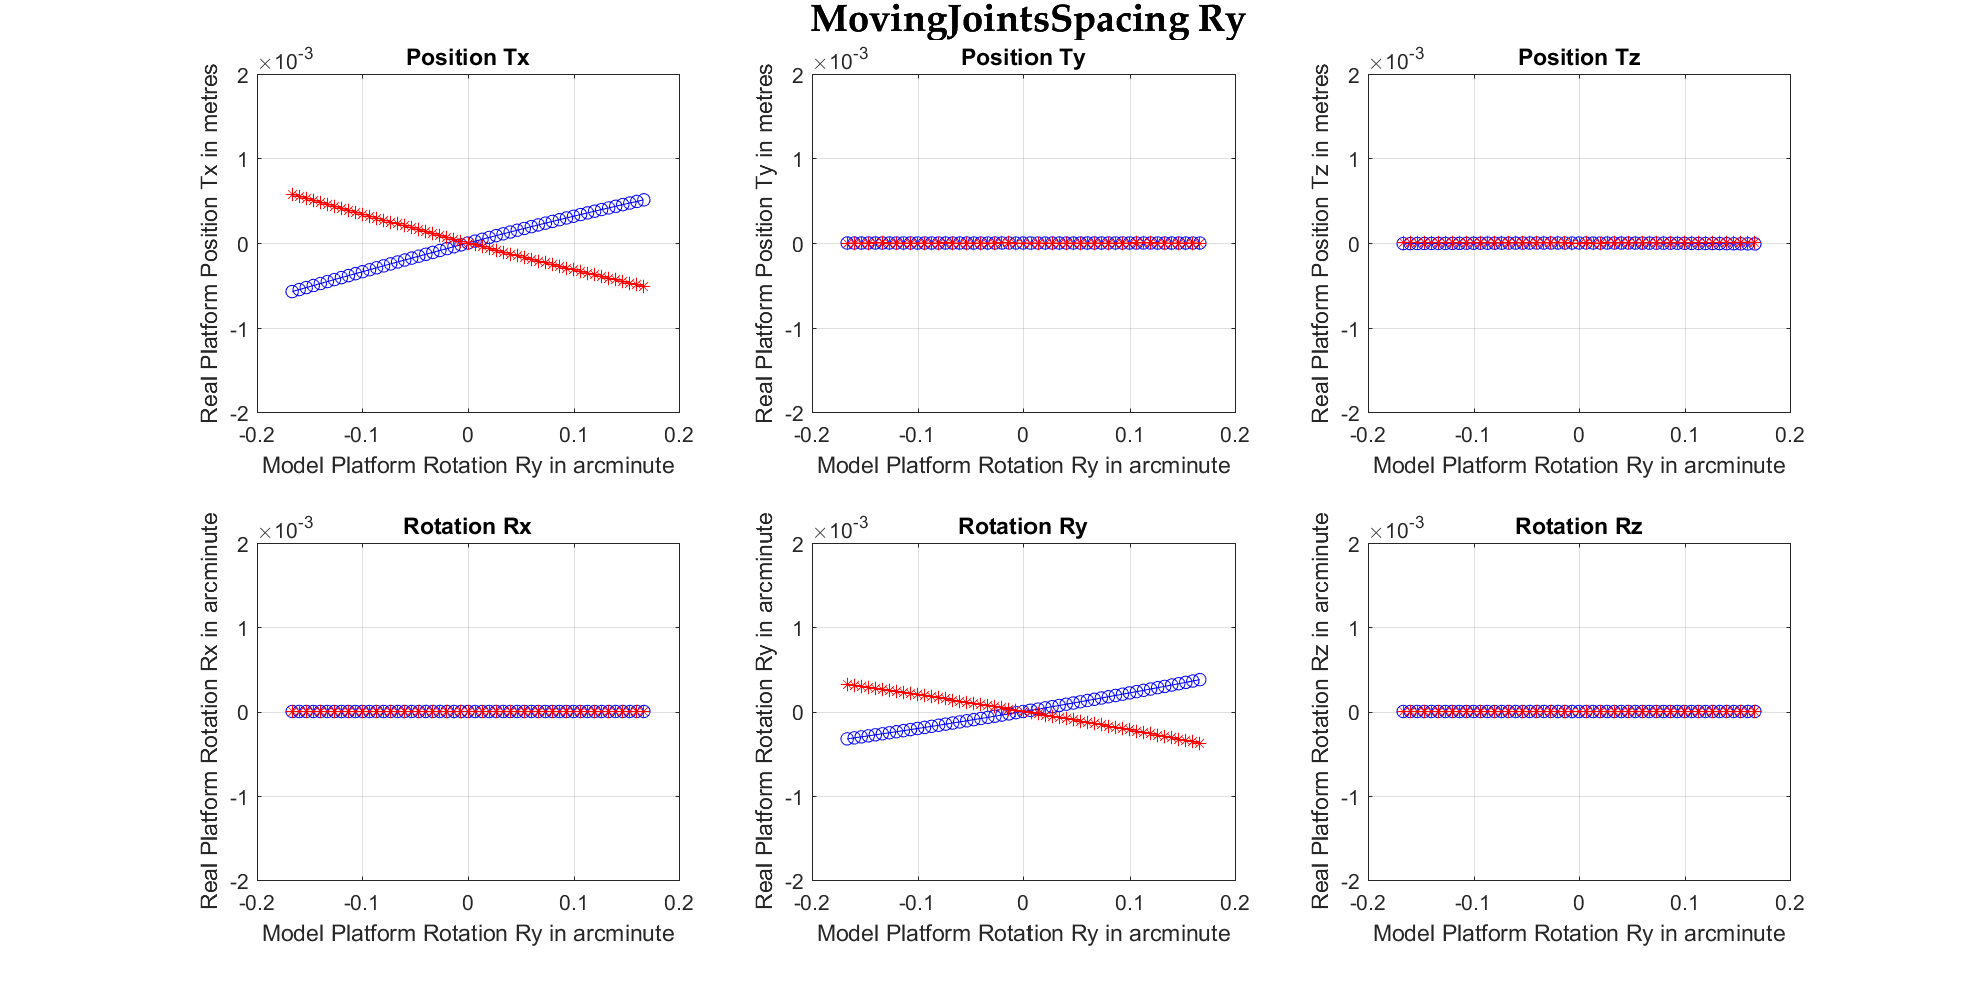 MovingJointsSpacing Ry
Position Tx
×10-3
Real Platform Position Tx in metres
2
1
0
-1
-2
-0.2 -0.1 0 0.1 0.2
Model Platform Rotation Ry in arcminute
Position Ty
×10-3
Real Platform Position Ty in metres
2
1
0
-1
-2
-0.2 -0.1 0 0.1 0.2
Model Platform Rotation Ry in arcminute
Position Tz
×10-3
Real Platform Position Tz in metres
2
1
0
-1
-2
-0.2 -0.1 0 0.1 0.2
Model Platform Rotation Ry in arcminute
Rotation Rx
×10-3
Real Platform Rotation Rx in arcminute
2
1
0
-1
-2
-0.2 -0.1 0 0.1 0.2
Model Platform Rotation Ry in arcminute
Rotation Ry
×10-3
Real Platform Rotation Ry in arcminute
2
1
0
-1
-2
-0.2 -0.1 0 0.1 0.2
Model Platform Rotation Ry in arcminute
Rotation Rz
×10-3
Real Platform Rotation Rz in arcminute
2
1
0
-1
-2
-0.2 -0.1 0 0.1 0.2
Model Platform Rotation Ry in arcminute